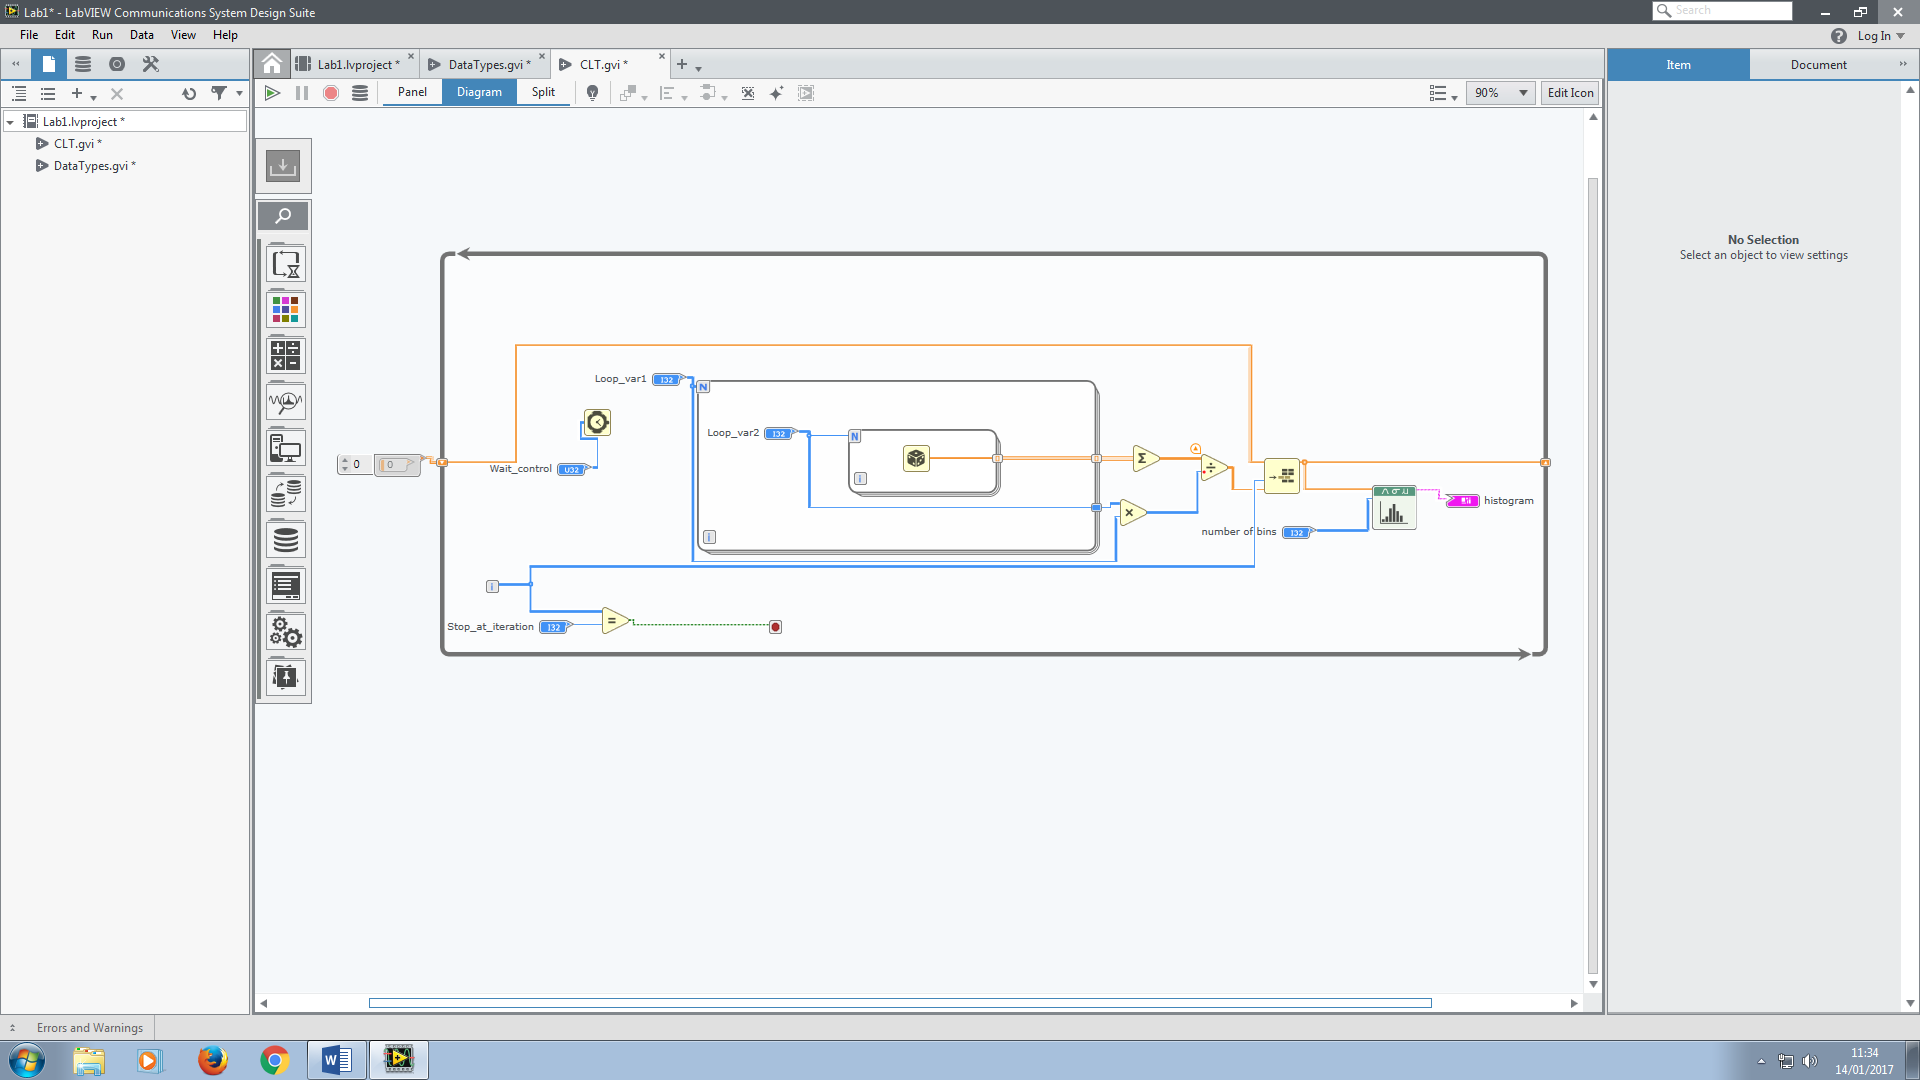 Lab1* - LabVIEW Communications System Design Suite
Search
File Edit Run Data View Help
Log In
Lab1.lvproject *
DataTypes.gvi *
CLT.gvi *
Item
Document
Panel
Diagram
Split
90%
Edit Icon
Lab1.lvproject *
CLT.gvi *
DataTypes.gvi *
No Selection
Select an object to view settings
Loop_var1
I32
N
Loop_var2
I32
N
i
0
0
Wait_control
U32
Σ
÷
×
histogram
number of bins
I32
i
i
Stop_at_iteration
I32
=
Errors and Warnings
11:34
14/01/2017